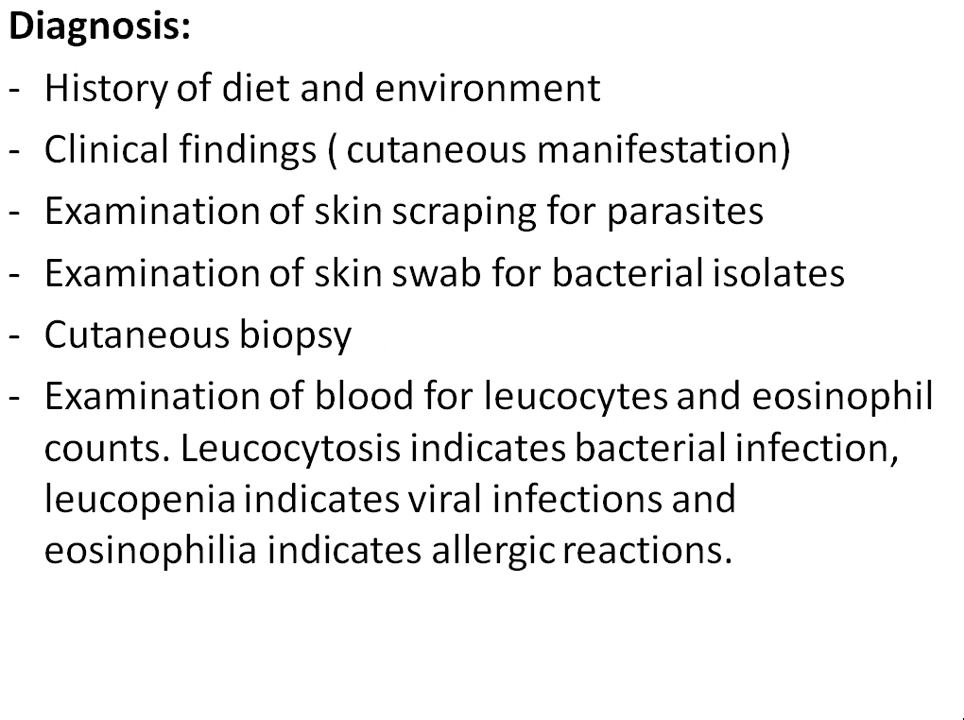 Diagnosis:
- History of diet and environment
- Clinical findings ( cutaneous manifestation)
- Examination of skin scraping for parasites
- Examination of skin swab for bacterial isolates
- Cutaneous biopsy
- Examination of blood for leucocytes and eosinophil
counts. Leucocytosis indicates bacterial infection,
leucopenia indicates viral infections and
eosinophilia indicates allergic reactions.